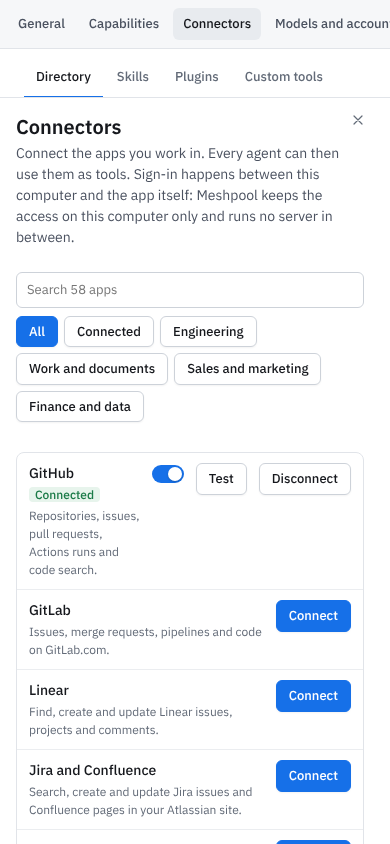 General Capabilities Connectors Models and accoun
Directory Skills Plugins Custom tools
Connectors
Connect the apps you work in. Every agent can then
use them as tools. Sign-in happens between this
computer and the app itself: Meshpool keeps the
access on this computer only and runs no server in
between.
Search 58 apps
All Connected Engineering
Work and documents Sales and marketing
Finance and data
GitHub Test Disconnect
Connected
Repositories, issues,
pull requests,
Actions runs and
code search.
GitLab Connect
Issues, merge requests, pipelines and code
on GitLab.com.
Linear Connect
Find, create and update Linear issues,
projects and comments.
Jira and Confluence Connect
Search, create and update Jira issues and
Confluence pages in your Atlassian site.